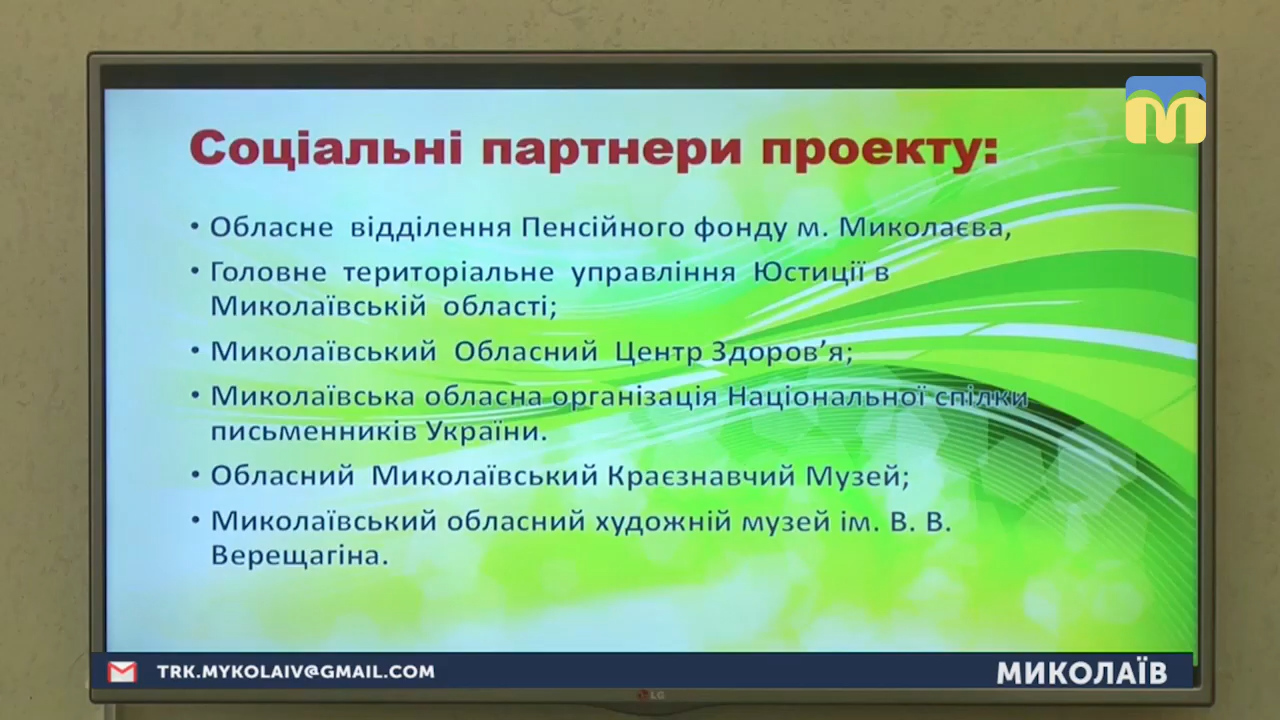 Соціальні партнери проекту:
• Обласне відділення Пенсійного фонду м. Миколаєва,
• Головне територіальне управління Юстиції в
Миколаївській області;
• Миколаївський Обласний Центр Здоров’я;
• Миколаївська обласна організація Національної спілки
письменників України.
• Обласний Миколаївський Краєзнавчий Музей;
• Миколаївський обласний художній музей ім. В. В.
Верещагіна.
TRK.MYKOLAIV@GMAIL.COM
МИКОЛАЇВ
LG